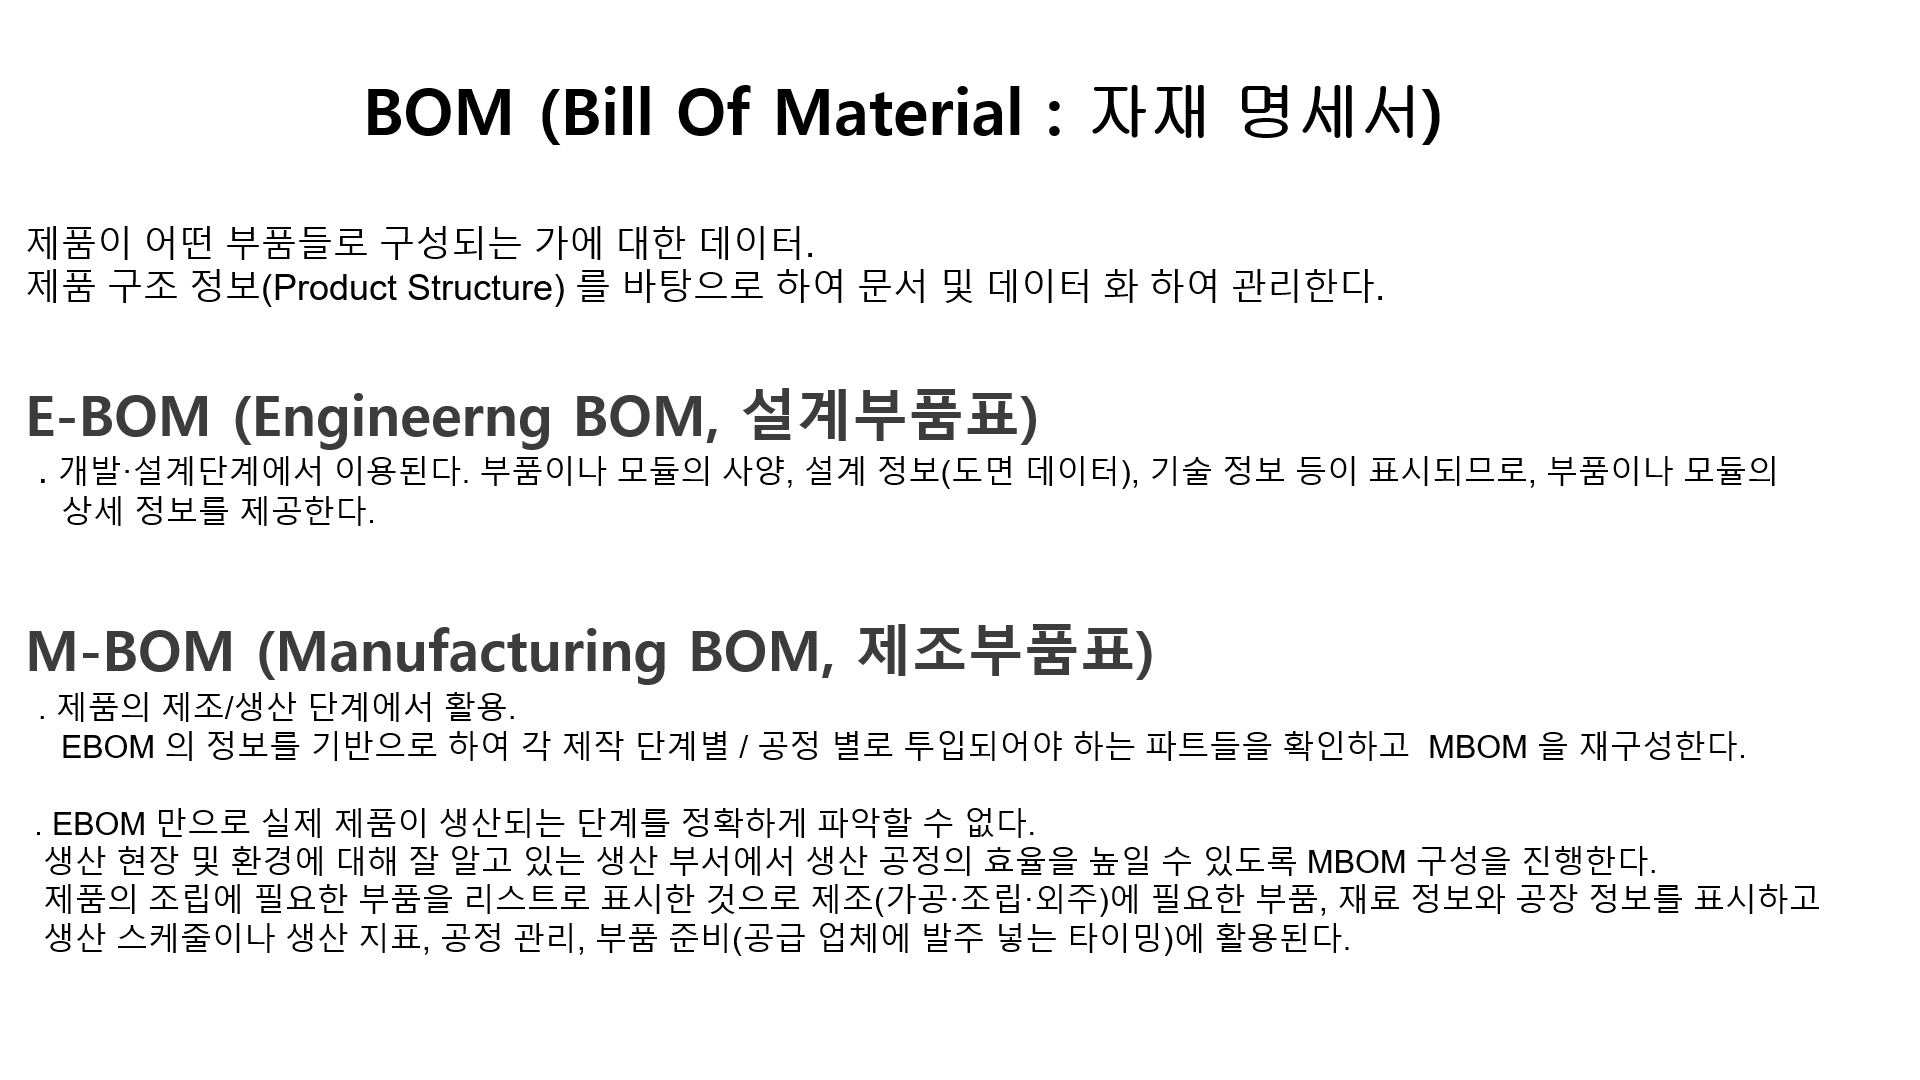 BOM (Bill Of Material : 자재 명세서)
제품이 어떤 부품들로 구성되는 가에 대한 데이터.
제품 구조 정보(Product Structure) 를 바탕으로 하여 문서 및 데이터 화 하여 관리한다.
E-BOM (Engineerng BOM, 설계부품표)
. 개발·설계단계에서 이용된다. 부품이나 모듈의 사양, 설계 정보(도면 데이터), 기술 정보 등이 표시되므로, 부품이나 모듈의
상세 정보를 제공한다.
M-BOM (Manufacturing BOM, 제조부품표)
. 제품의 제조/생산 단계에서 활용.
EBOM 의 정보를 기반으로 하여 각 제작 단계별 / 공정 별로 투입되어야 하는 파트들을 확인하고 MBOM 을 재구성한다.
. EBOM 만으로 실제 제품이 생산되는 단계를 정확하게 파악할 수 없다.
생산 현장 및 환경에 대해 잘 알고 있는 생산 부서에서 생산 공정의 효율을 높일 수 있도록 MBOM 구성을 진행한다.
제품의 조립에 필요한 부품을 리스트로 표시한 것으로 제조(가공·조립·외주)에 필요한 부품, 재료 정보와 공장 정보를 표시하고
생산 스케줄이나 생산 지표, 공정 관리, 부품 준비(공급 업체에 발주 넣는 타이밍)에 활용된다.